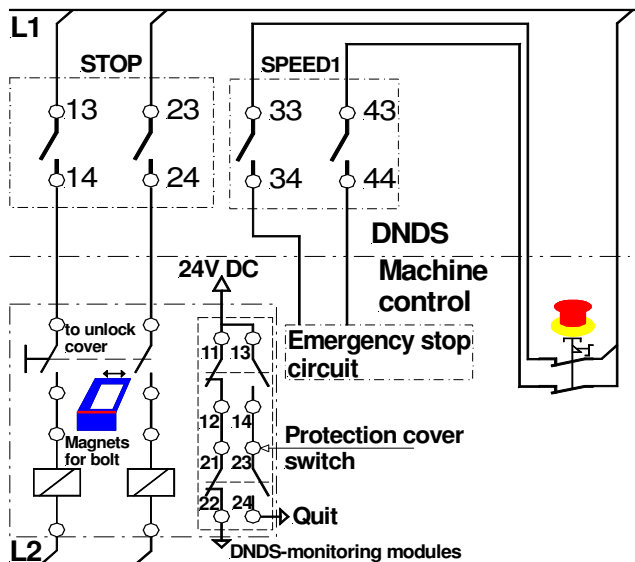 L1
STOP
SPEED1
13
23
33
43
14
24
34
44
DNDS
24V DC
Machine
control
to unlock
cover
11
13
Emergency stop
circuit
Magnets
for bolt
12
14
Protection cover
switch
21
23
22
24
Quit
L2
DNDS-monitoring modules